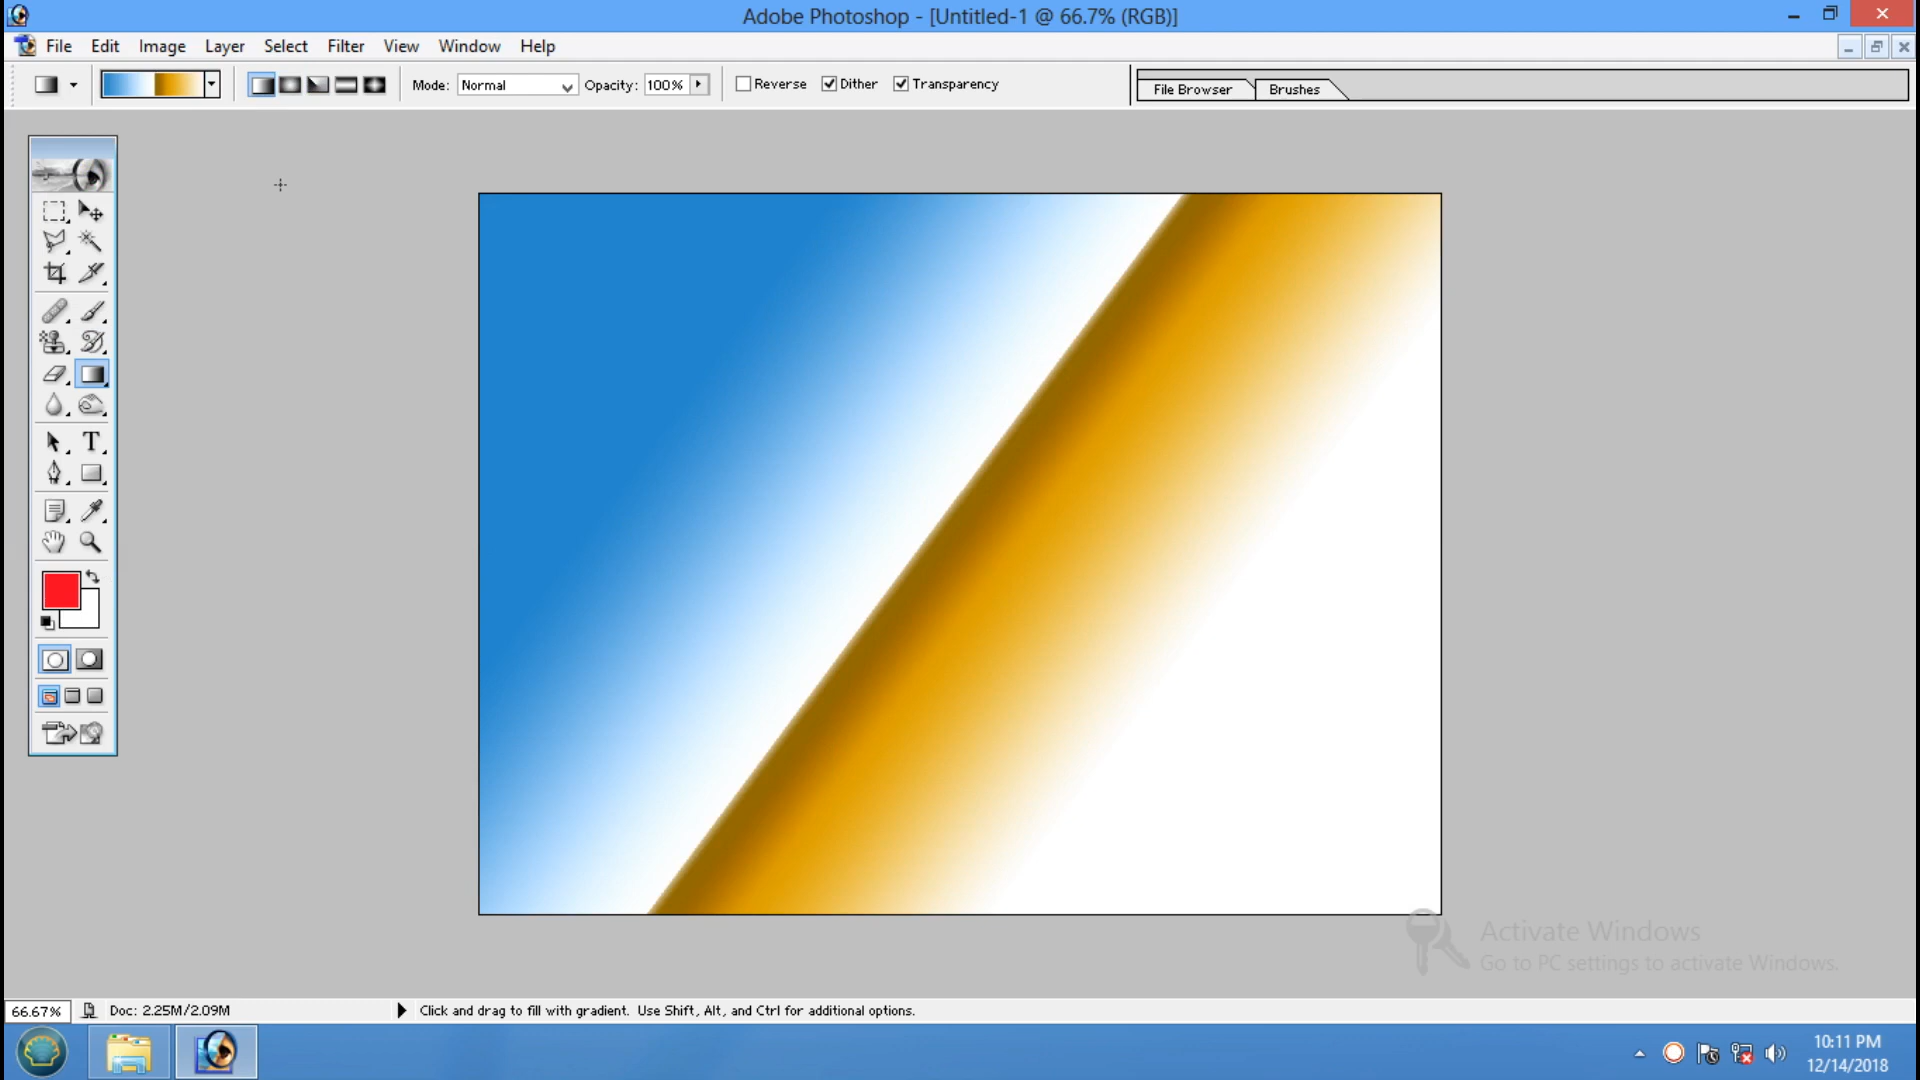 Adobe Photoshop - [Untitled-1 @ 66.7% (RGB)]
File Edit Image Layer Select Filter View Window Help
Mode: Normal Opacity: 100% Reverse Dither Transparency File Browser Brushes
T
Activate Windows
Go to PC settings to activate Windows.
66.67% Doc: 2.25M/2.09M Click and drag to fill with gradient. Use Shift, Alt, and Ctrl for additional options.
10:11 PM
12/14/2018